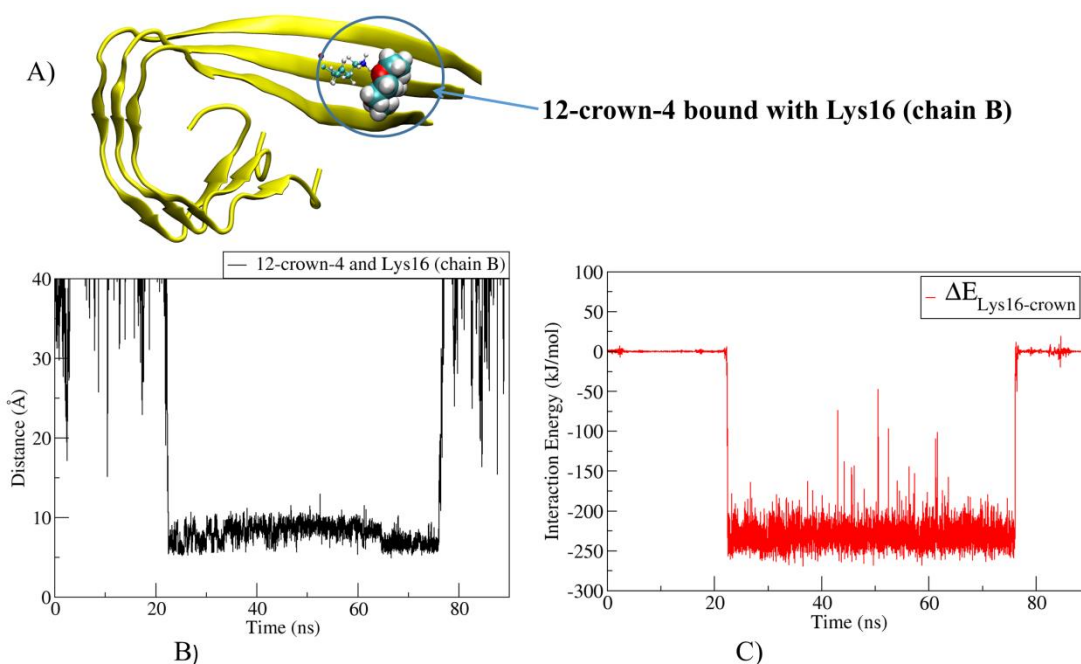 A)
12-crown-4 bound with Lys16 (chain B)
12-crown-4 and Lys16 (chain B)
40
30
20
10
0
Distance (Å)
0 20 40 60 80
Time (ns)
B)
ΔE Lys16-crown
100
50
0
-50
-100
-150
-200
-250
-300
Interaction Energy (kJ/mol)
0 20 40 60 80
Time (ns)
C)